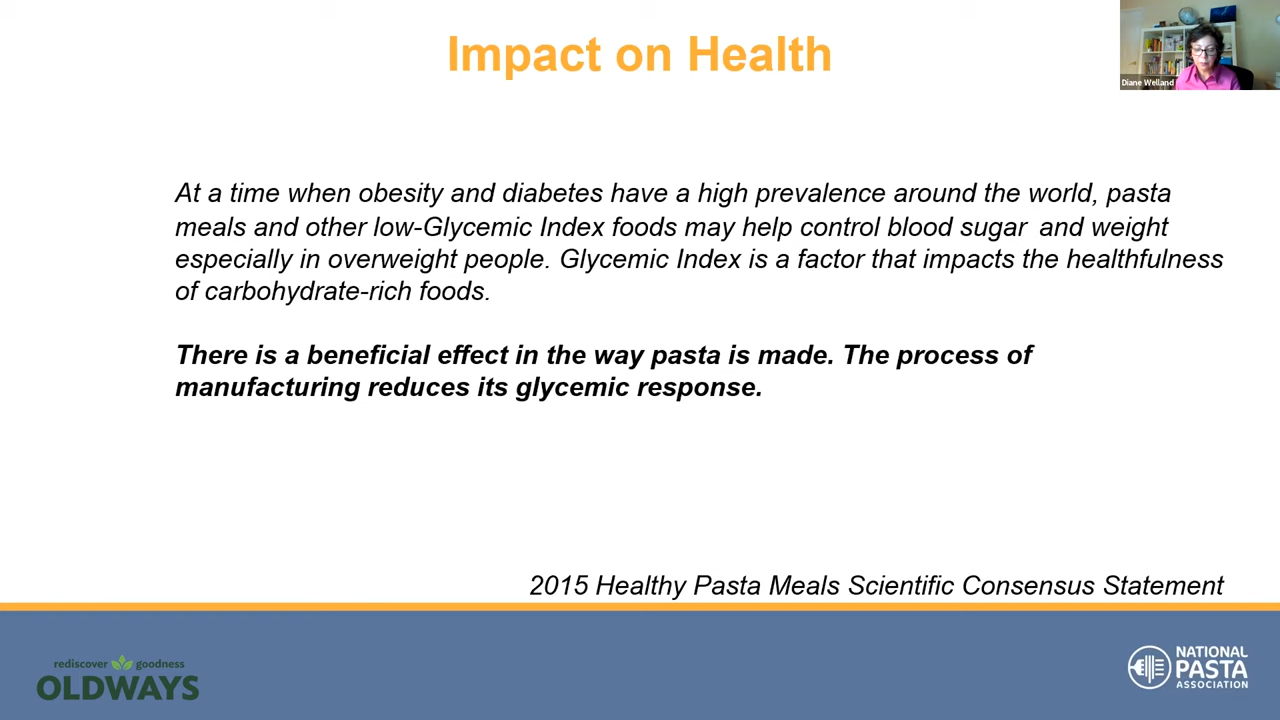 Impact on Health
Diane Welland
At a time when obesity and diabetes have a high prevalence around the world, pasta
meals and other low-Glycemic Index foods may help control blood sugar and weight
especially in overweight people. Glycemic Index is a factor that impacts the healthfulness
of carbohydrate-rich foods.
There is a beneficial effect in the way pasta is made. The process of
manufacturing reduces its glycemic response.
2015 Healthy Pasta Meals Scientific Consensus Statement
rediscover goodness
OLDWAYS
NATIONAL
PASTA
ASSOCIATION